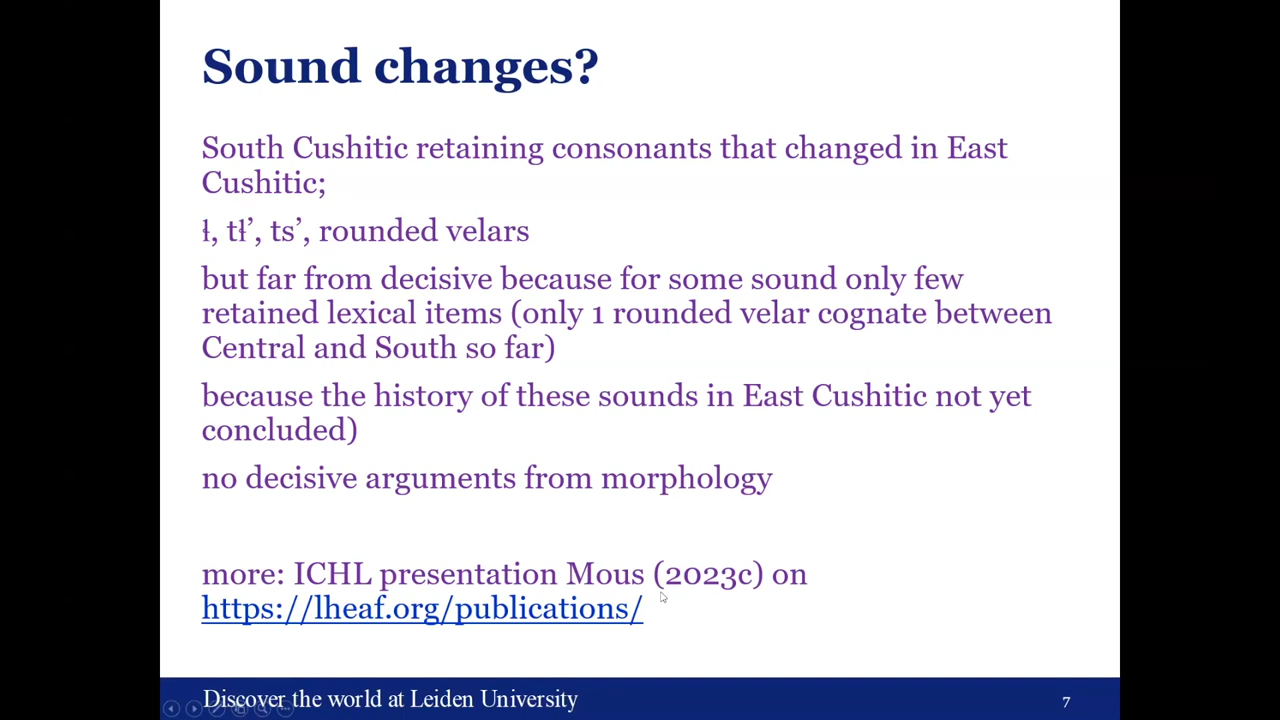 Sound changes?
South Cushitic retaining consonants that changed in East
Cushitic;
ɬ, tɬ’, ts’, rounded velars
but far from decisive because for some sound only few
retained lexical items (only 1 rounded velar cognate between
Central and South so far)
because the history of these sounds in East Cushitic not yet
concluded)
no decisive arguments from morphology
more: ICHL presentation Mous (2023c) on
https://lheaf.org/publications/
Discover the world at Leiden University
7